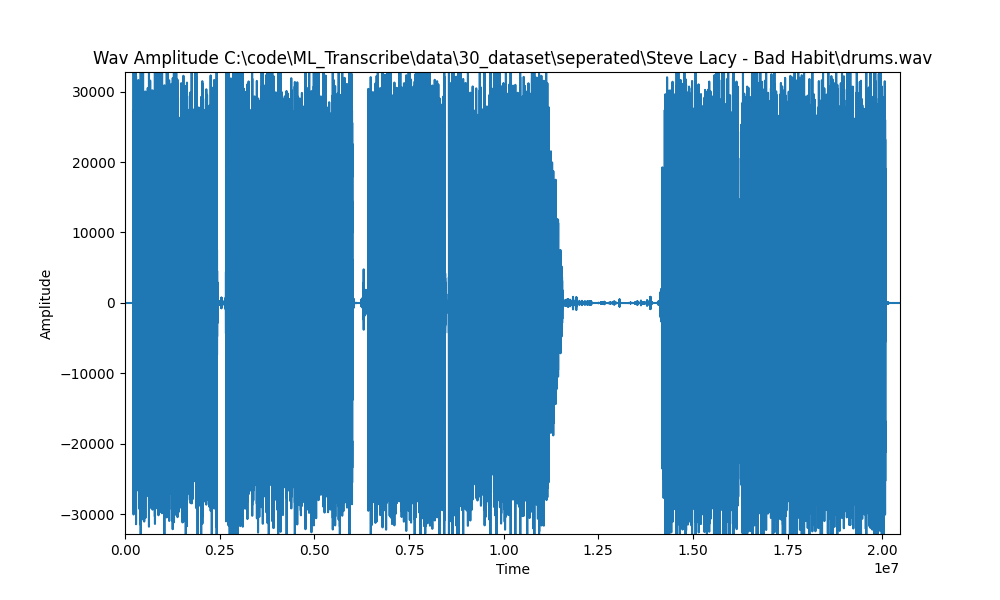 Wav Amplitude C:\code\ML_Transcribe\data\30_dataset\seperated\Steve Lacy - Bad Habit\drums.wav
30000
20000
10000
0
−10000
−20000
−30000
Amplitude
0.00 0.25 0.50 0.75 1.00 1.25 1.50 1.75 2.00
1e7
Time